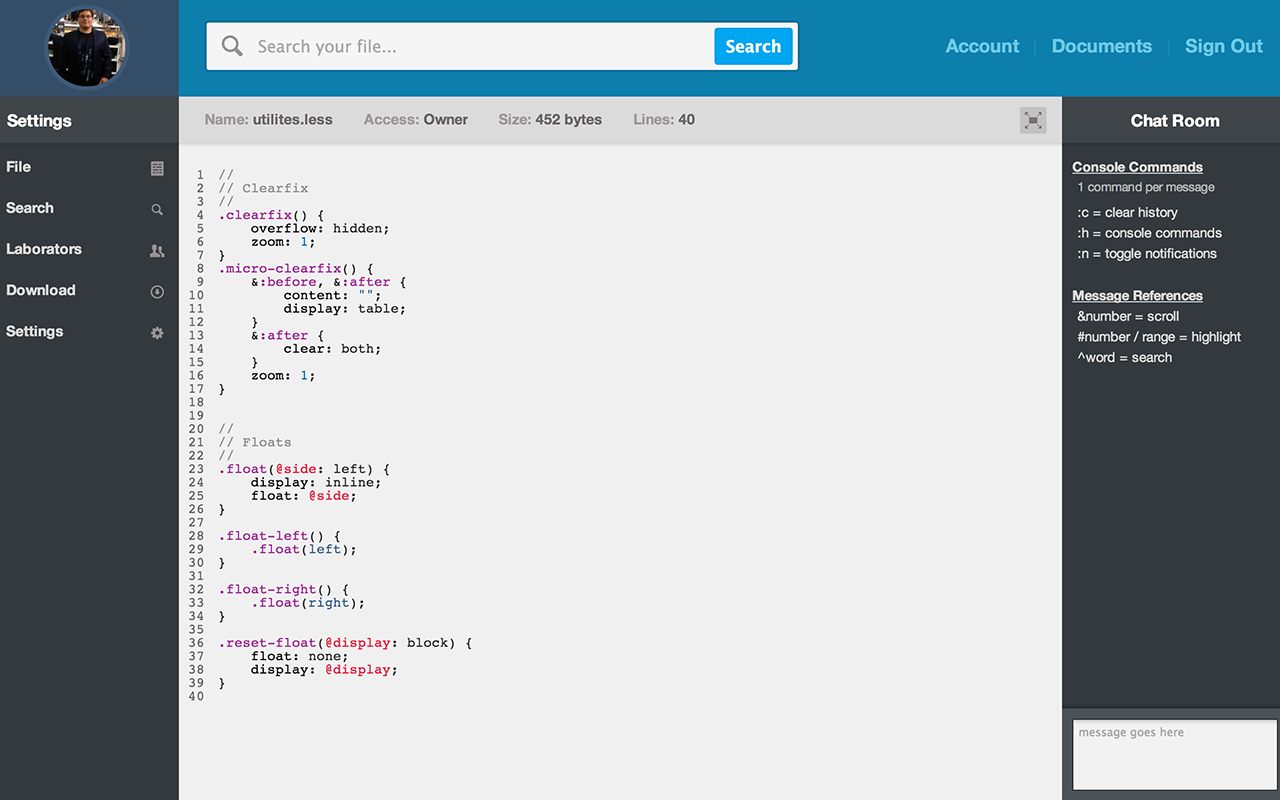 Search your file...
Search
Account
Documents
Sign Out
Settings
File
Search
Laborators
Download
Settings
Name: utilites.less Access: Owner Size: 452 bytes Lines: 40
1 //
2 // Clearfix
3 //
4 .clearfix() {
5     overflow: hidden;
6     zoom: 1;
7 }
8 .micro-clearfix() {
9     &:before, &:after {
10         content: "";
11         display: table;
12     }
13     &:after {
14         clear: both;
15     }
16     zoom: 1;
17 }
18
19
20 //
21 // Floats
22 //
23 .float(@side: left) {
24     display: inline;
25     float: @side;
26 }
27
28 .float-left() {
29     .float(left);
30 }
31
32 .float-right() {
33     .float(right);
34 }
35
36 .reset-float(@display: block) {
37     float: none;
38     display: @display;
39 }
40
Chat Room
Console Commands
1 command per message
:c = clear history
:h = console commands
:n = toggle notifications
Message References
&number = scroll
#number / range = highlight
^word = search
message goes here